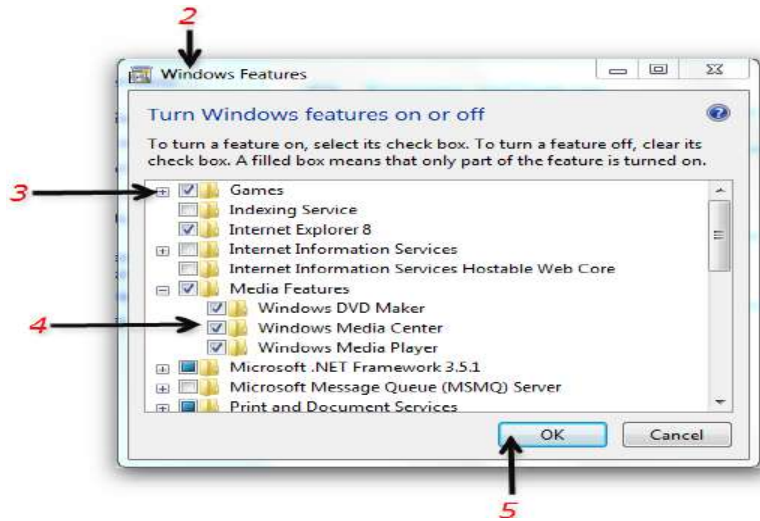 2
Windows Features
Turn Windows features on or off
To turn a feature on, select its check box. To turn a feature off, clear its
check box. A filled box means that only part of the feature is turned on.
3
Games
Indexing Service
Internet Explorer 8
Internet Information Services
Internet Information Services Hostable Web Core
Media Features
Windows DVD Maker
4
Windows Media Center
Windows Media Player
Microsoft .NET Framework 3.5.1
Microsoft Message Queue (MSMQ) Server
Print and Document Services
OK
Cancel
5